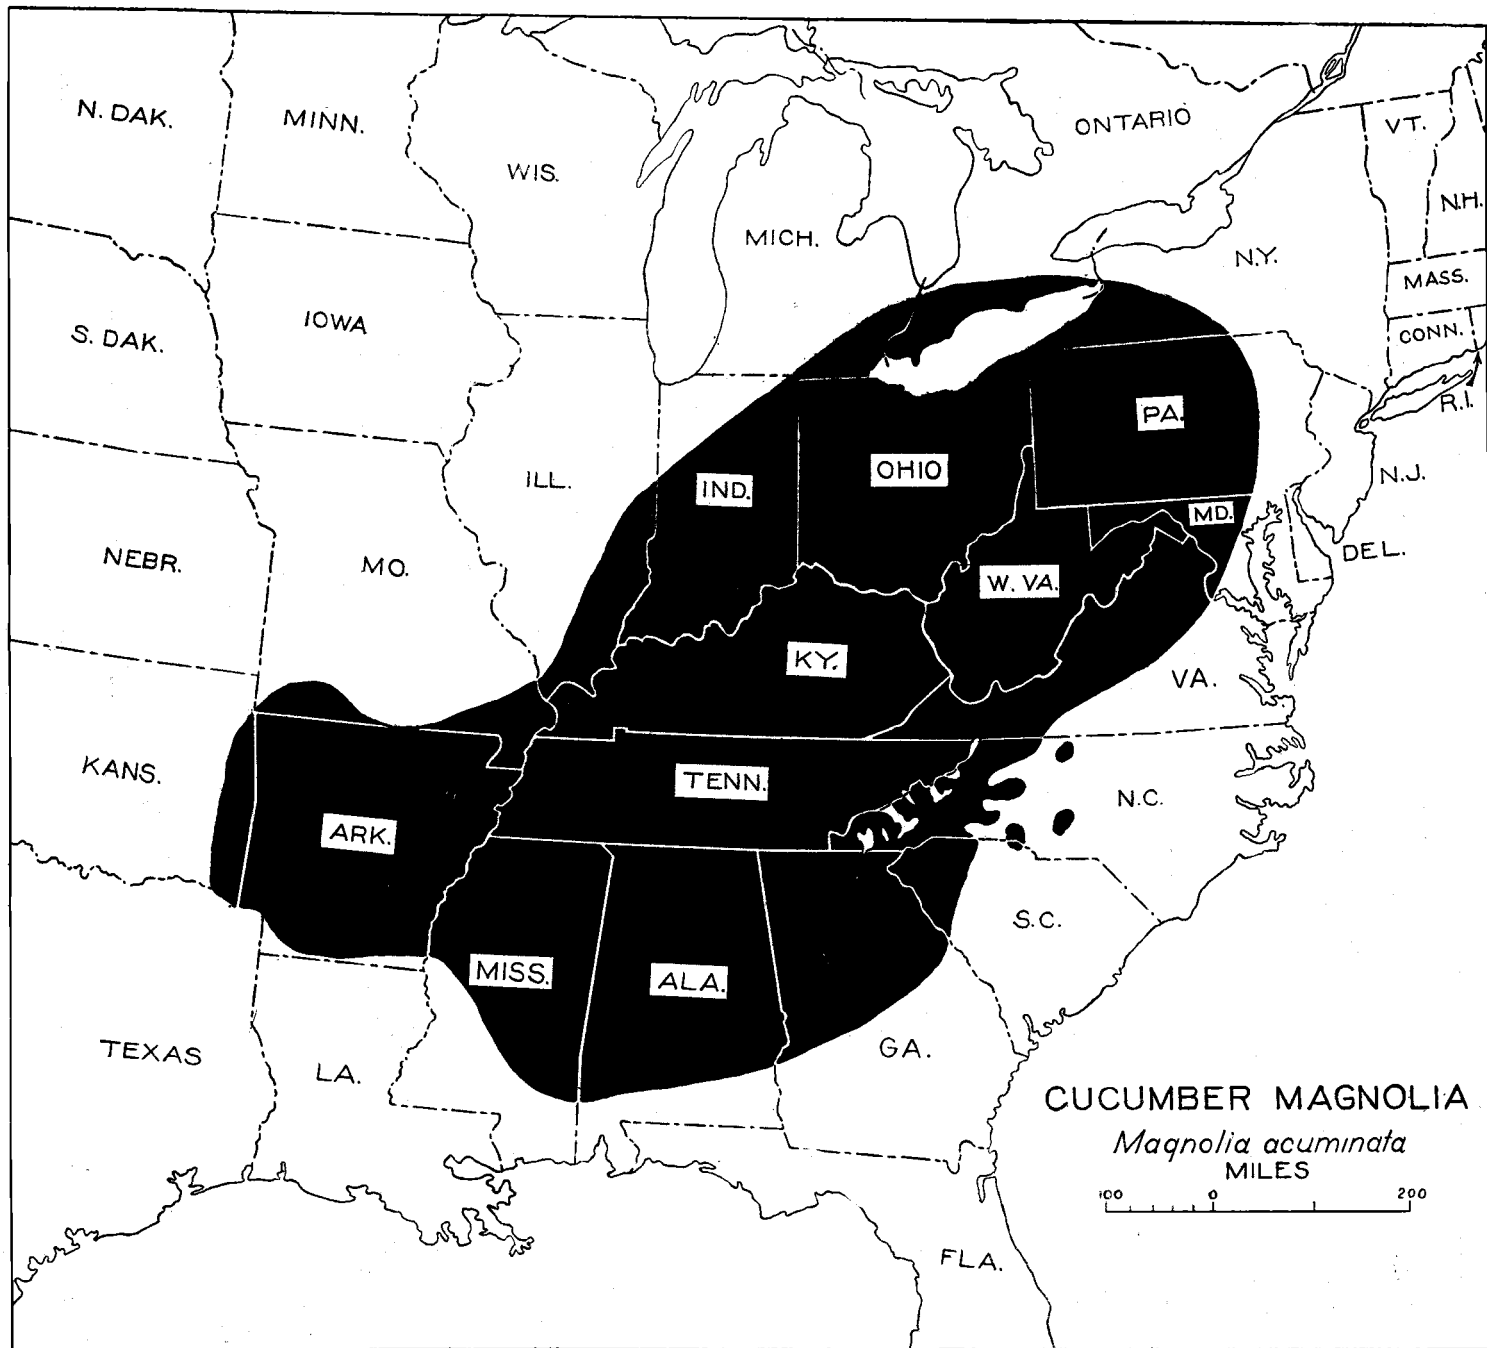 N. DAK.
MINN.
WIS.
MICH.
ONTARIO
VT.
N.H.
N.Y.
MASS.
CONN.
R.I.
S. DAK.
IOWA
ILL.
IND.
OHIO
PA.
N.J.
MD.
DEL.
NEBR.
MO.
W. VA.
KY.
VA.
KANS.
ARK.
TENN.
N.C.
S.C.
MISS.
ALA.
GA.
TEXAS
LA.
FLA.
CUCUMBER MAGNOLIA
Magnolia acuminata
MILES
100 0 200